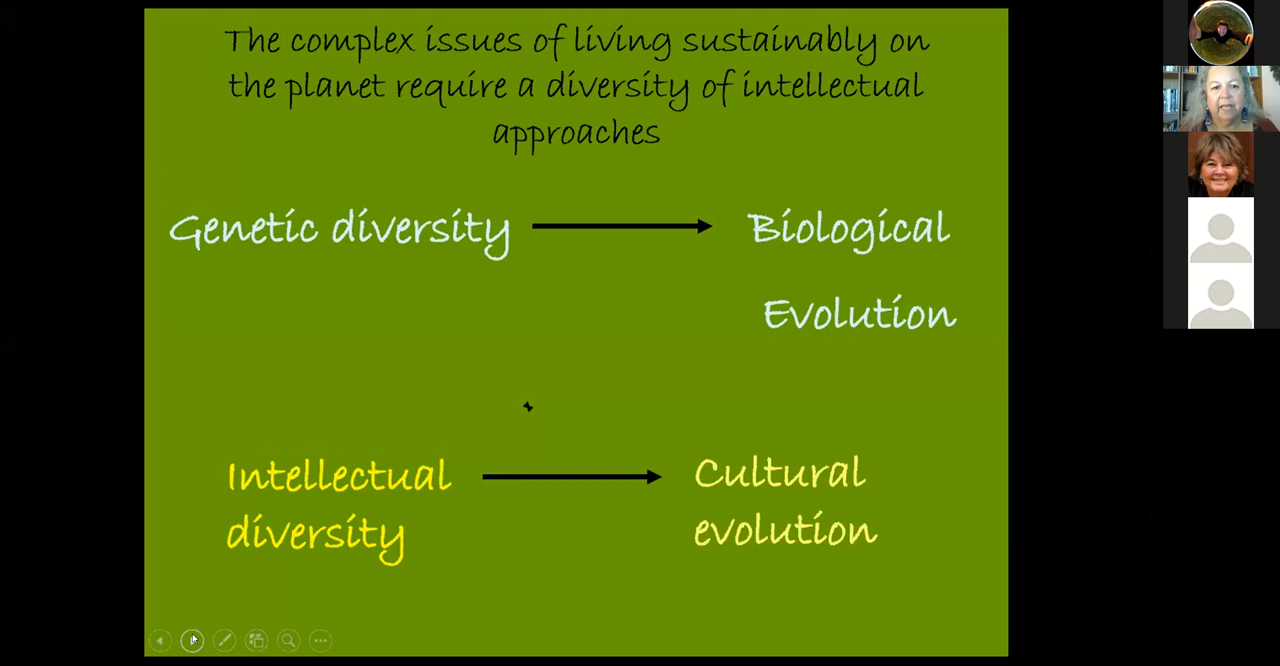 The complex issues of living sustainably on
the planet require a diversity of intellectual
approaches
Genetic diversity
Biological
Evolution
Intellectual
diversity
Cultural
evolution